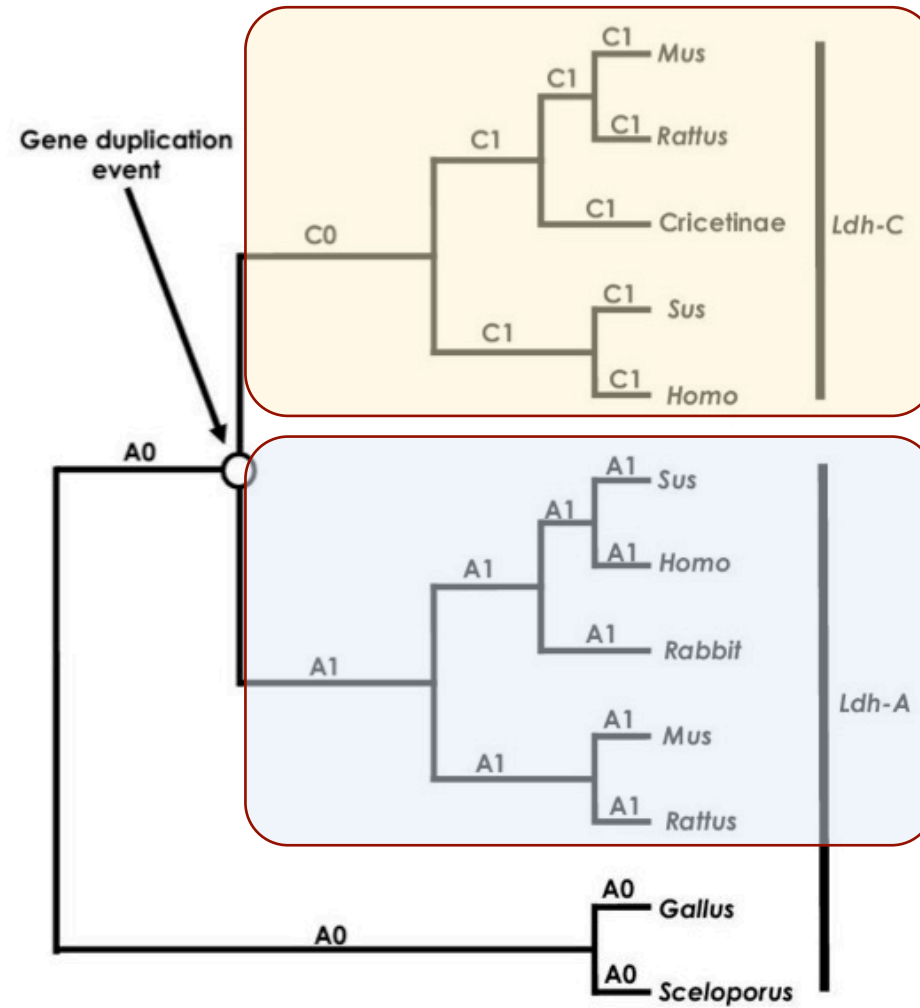 C1
Mus
C1
Gene duplication
event
C1
C1
Rattus
C0
C1
Cricetinae
Ldh-C
C1
Sus
C1
C1
Homo
A0
A1
Sus
A1
A1
Homo
A1
A1
Rabbit
A1
Ldh-A
A1
Mus
A1
A1
Rattus
A0
Gallus
A0
A0
Sceloporus